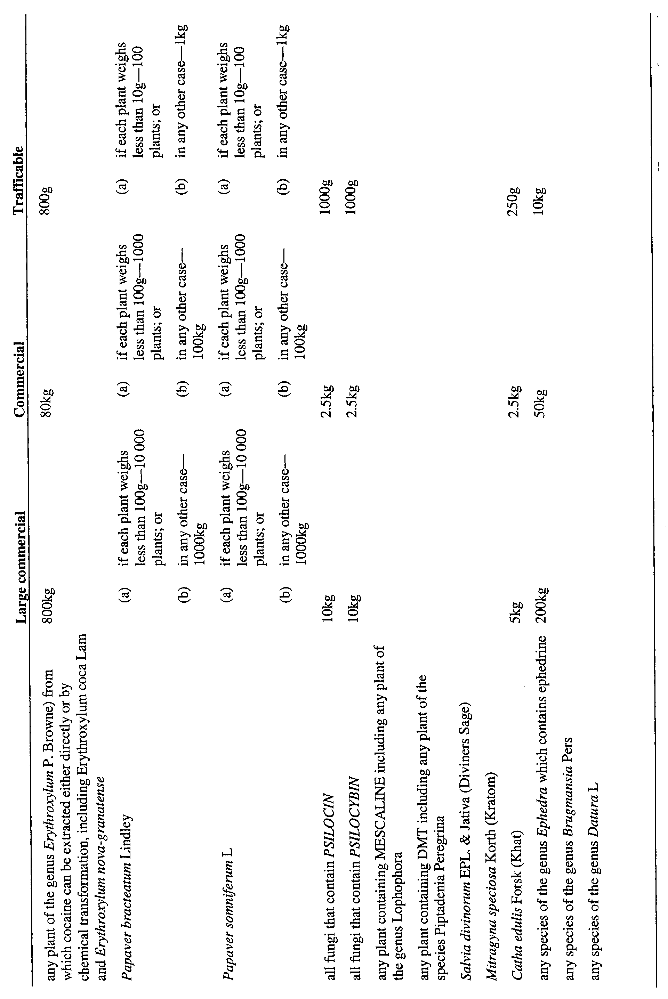 Large commercial Commercial Trafficable
any plant of the genus Erythroxylum P. Browne) from 800kg 80kg 800g
which cocaine can be extracted either directly or by
chemical transformation, including Erythroxylum coca Lam
and Erythroxylum nova-granatense
Papaver bracteatum Lindley (a) if each plant weighs (a) if each plant weighs (a) if each plant weighs
less than 100g—10 000 less than 100g—1000 less than 10g—100
plants; or plants; or plants; or
(b) in any other case— (b) in any other case— (b) in any other case—1kg
1000kg 100kg
Papaver somniferum L (a) if each plant weighs (a) if each plant weighs (a) if each plant weighs
less than 100g—10 000 less than 100g—1000 less than 10g—100
plants; or plants; or plants; or
(b) in any other case— (b) in any other case— (b) in any other case—1kg
1000kg 100kg
all fungi that contain PSILOCIN 10kg 2.5kg 1000g
all fungi that contain PSILOCYBIN 10kg 2.5kg 1000g
any plant containing MESCALINE including any plant of
the genus Lophophora
any plant containing DMT including any plant of the
species Piptadenia Peregrina
Salvia divinorum EPL. & Jativa (Diviners Sage)
Mitragyna speciosa Korth (Kratom)
Catha edulis Forsk (Khat) 5kg 2.5kg 250g
any species of the genus Ephedra which contains ephedrine 200kg 50kg 10kg
any species of the genus Brugmansia Pers
any species of the genus Datura L